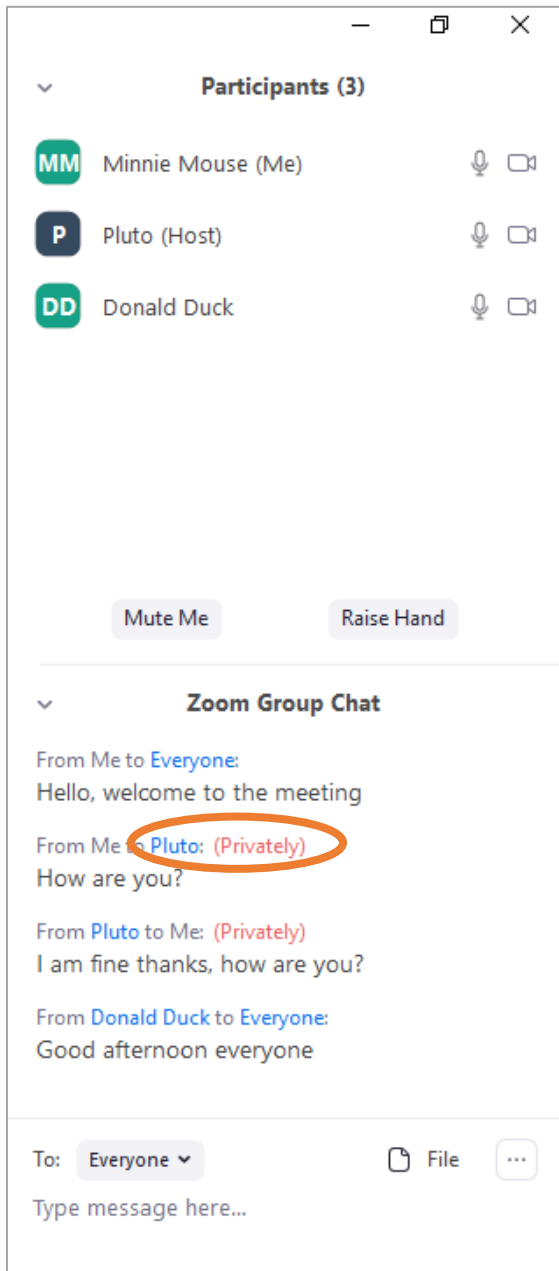 Participants (3)
MM Minnie Mouse (Me)
P Pluto (Host)
DD Donald Duck
Mute Me Raise Hand
Zoom Group Chat
From Me to Everyone:
Hello, welcome to the meeting
From Me to Pluto: (Privately)
How are you?
From Pluto to Me: (Privately)
I am fine thanks, how are you?
From Donald Duck to Everyone:
Good afternoon everyone
To: Everyone File ...
Type message here...